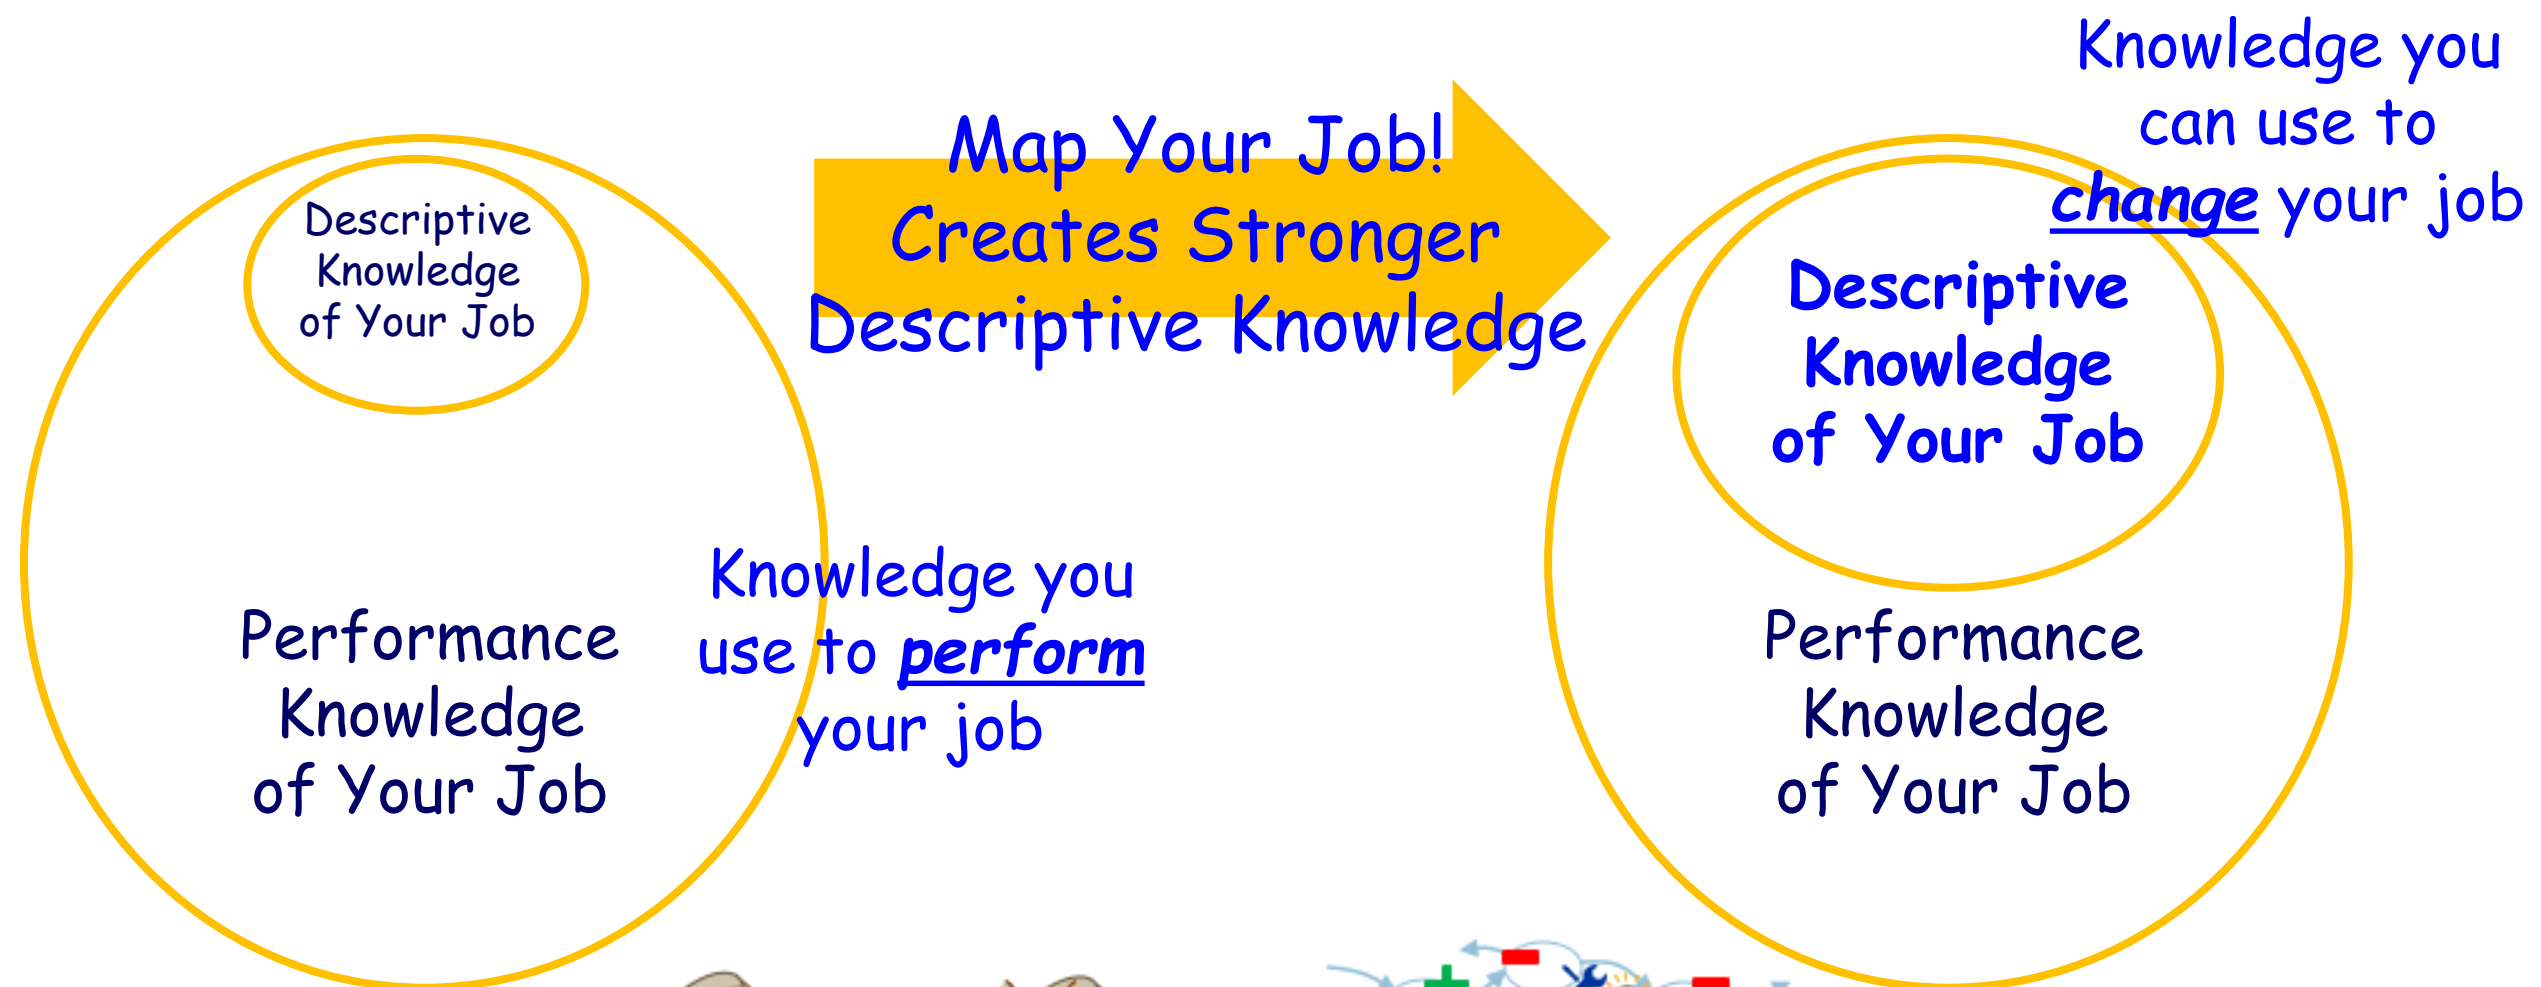 Descriptive
Knowledge
of Your Job
Performance
Knowledge
of Your Job
Knowledge you
use to perform
your job
Map Your Job!
Creates Stronger
Descriptive Knowledge
Knowledge you
can use to
change your job
Descriptive
Knowledge
of Your Job
Performance
Knowledge
of Your Job